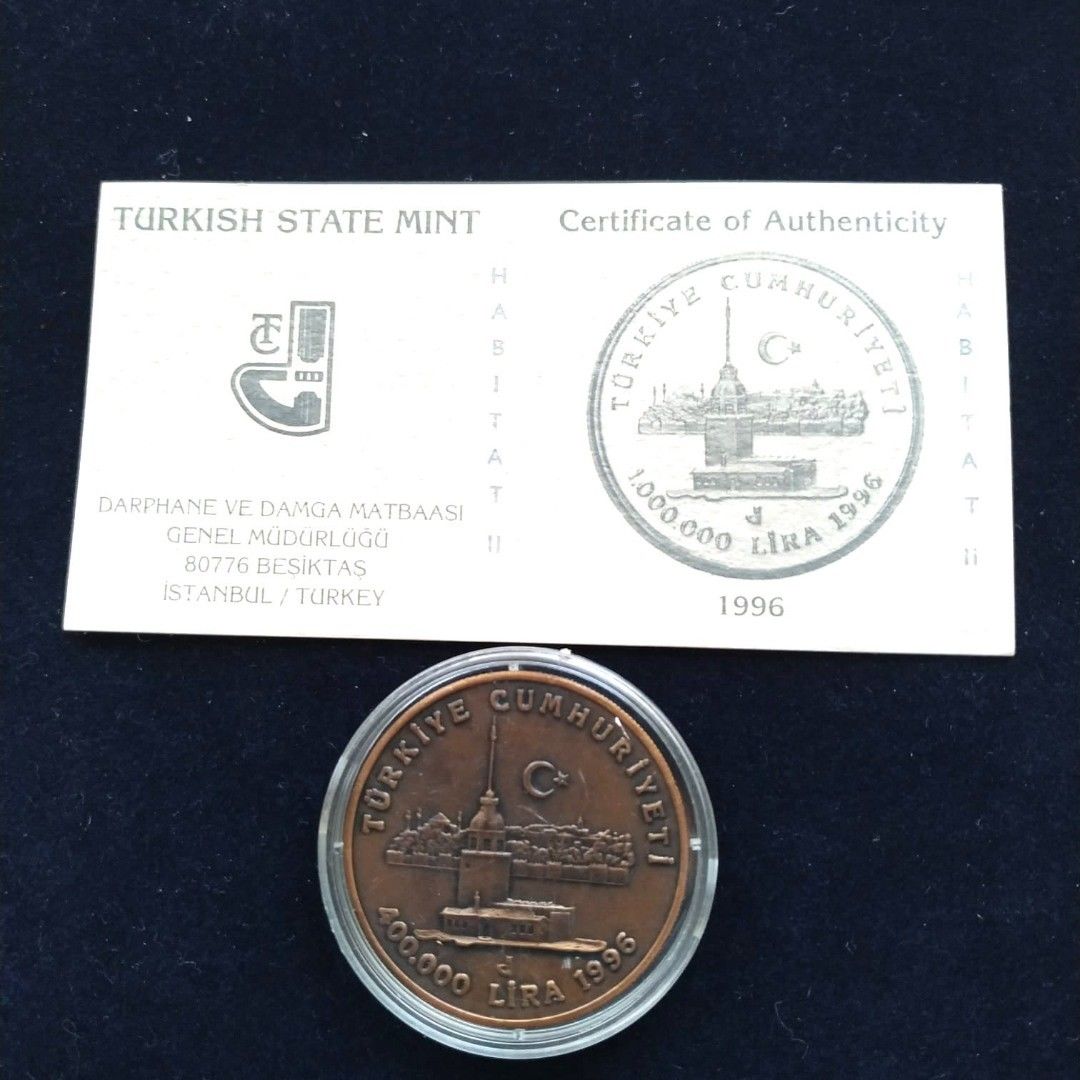 TURKISH STATE MINT
TC
DARPHANE VE DAMGA MATBAASI
GENEL MÜDÜRLÜĞÜ
80776 BEŞİKTAŞ
İSTANBUL / TURKEY
HABITAT II
Certificate of Authenticity
TÜRKİYE CUMHURİYETİ
1.000.000 LİRA 1996
1996
HABITAT II
TÜRKİYE CUMHURİYETİ
400.000 LİRA 1996